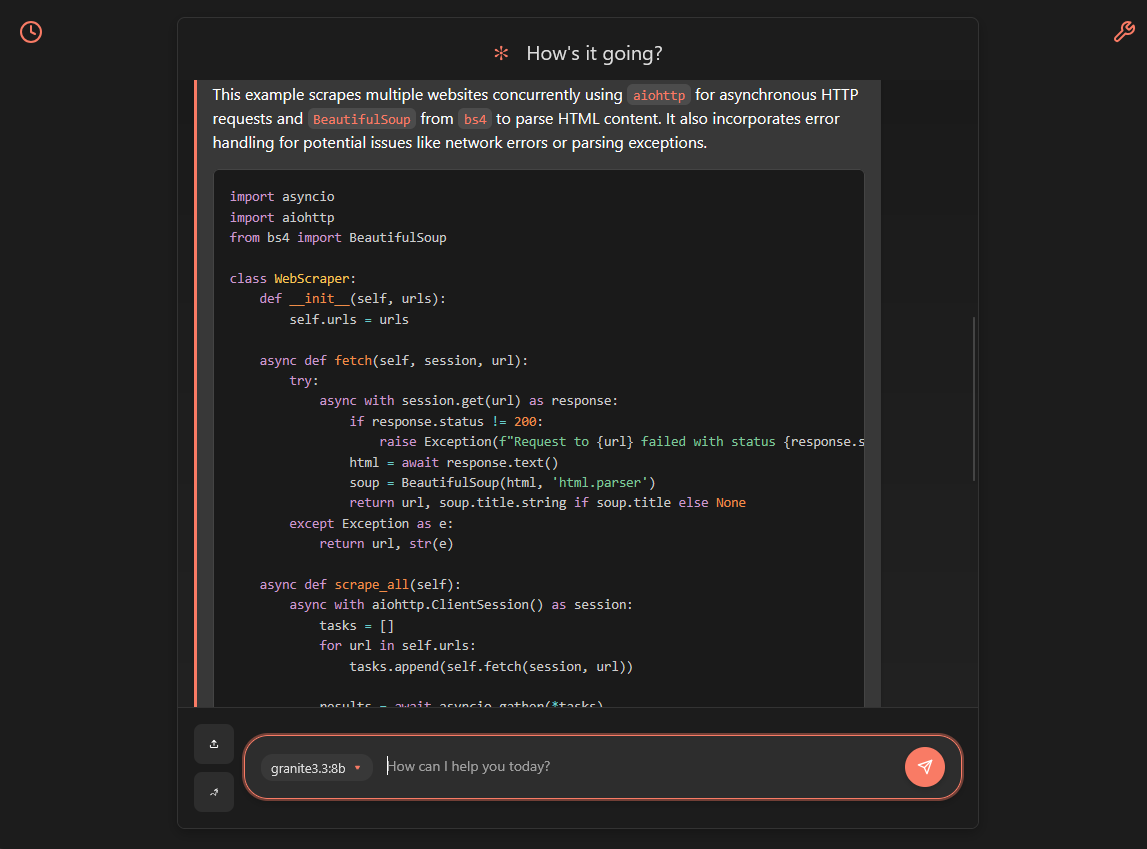 How's it going?
This example scrapes multiple websites concurrently using aiohttp for asynchronous HTTP
requests and BeautifulSoup from bs4 to parse HTML content. It also incorporates error
handling for potential issues like network errors or parsing exceptions.
import asyncio
import aiohttp
from bs4 import BeautifulSoup
class WebScraper:
    def __init__(self, urls):
        self.urls = urls
    async def fetch(self, session, url):
        try:
            async with session.get(url) as response:
                if response.status != 200:
                    raise Exception(f"Request to {url} failed with status {response.s
                html = await response.text()
                soup = BeautifulSoup(html, 'html.parser')
                return url, soup.title.string if soup.title else None
        except Exception as e:
            return url, str(e)
    async def scrape_all(self):
        async with aiohttp.ClientSession() as session:
            tasks = []
            for url in self.urls:
                tasks.append(self.fetch(session, url))
            results = await asyncio.gather(*tasks)
granite3.3:8b
How can I help you today?